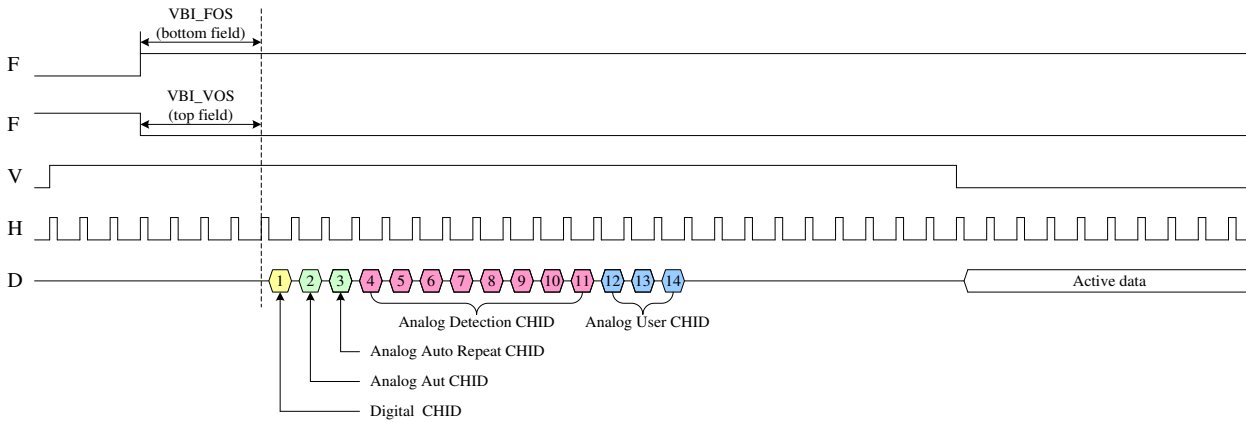 VBI_FOS
(bottom field)
F
VBI_VOS
(top field)
F
V
H
D
1 2 3 4 5 6 7 8 9 10 11 12 13 14
Active data
Analog Detection CHID
Analog User CHID
Analog Auto Repeat CHID
Analog Aut CHID
Digital CHID